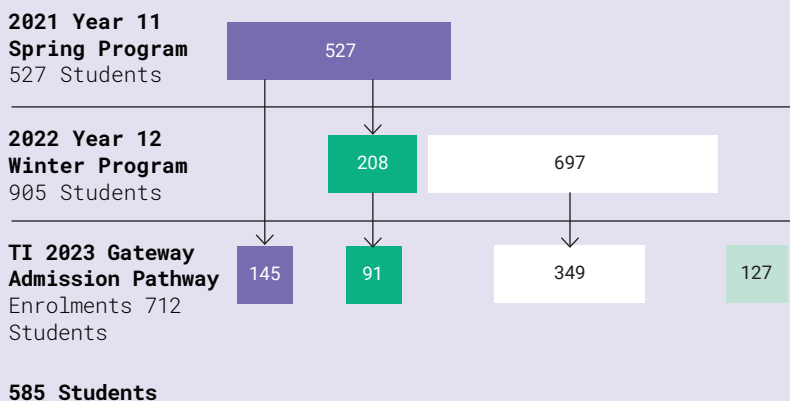 2021 Year 11
Spring Program
527 Students
527
2022 Year 12
Winter Program
905 Students
208
697
TI 2023 Gateway
Admission Pathway
Enrolments 712
Students
145
91
349
127
585 Students